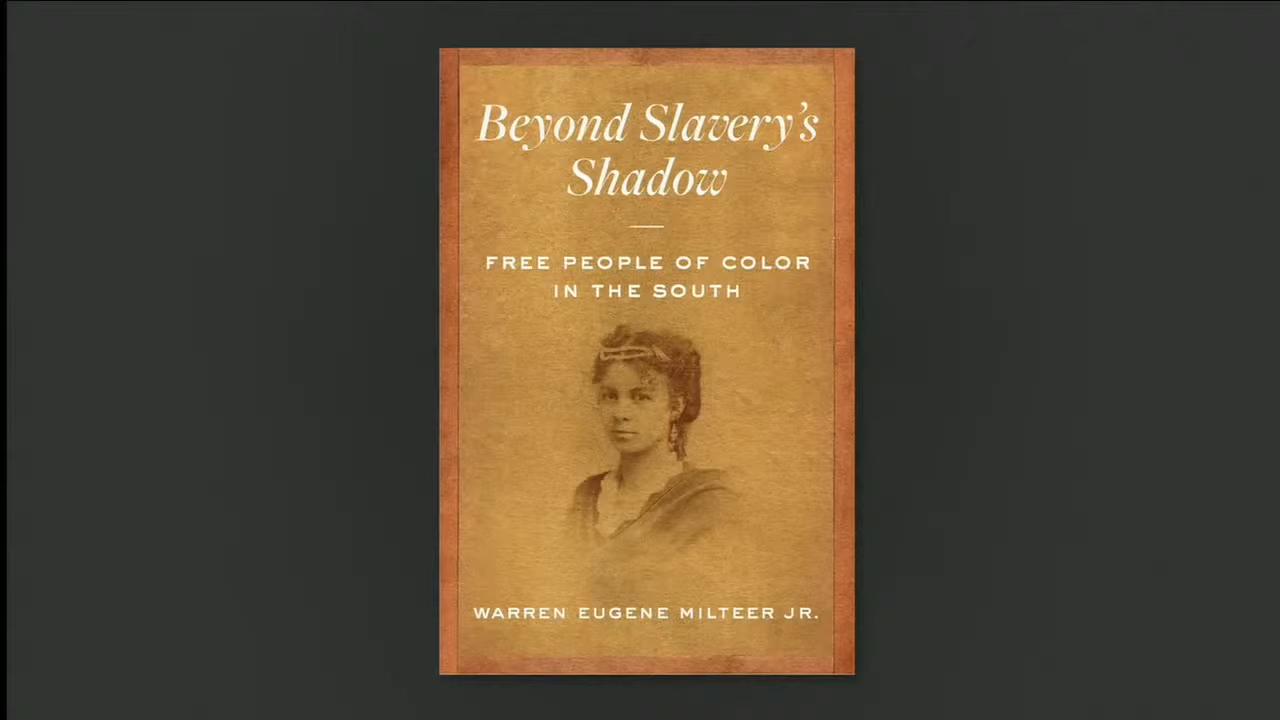 Beyond Slavery’s
Shadow
FREE PEOPLE OF COLOR
IN THE SOUTH
WARREN EUGENE MILTEER JR.